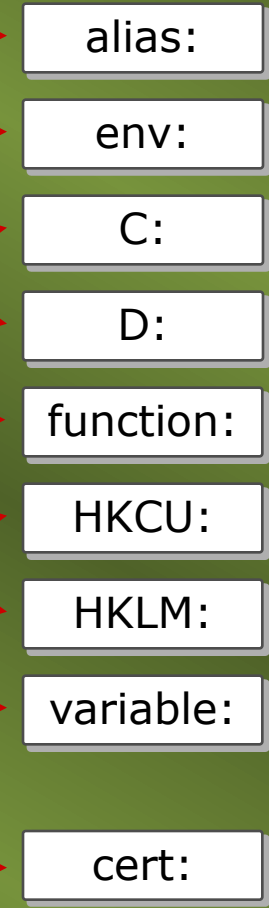 alias:
env:
C:
D:
function:
HKCU:
HKLM:
variable:
cert: